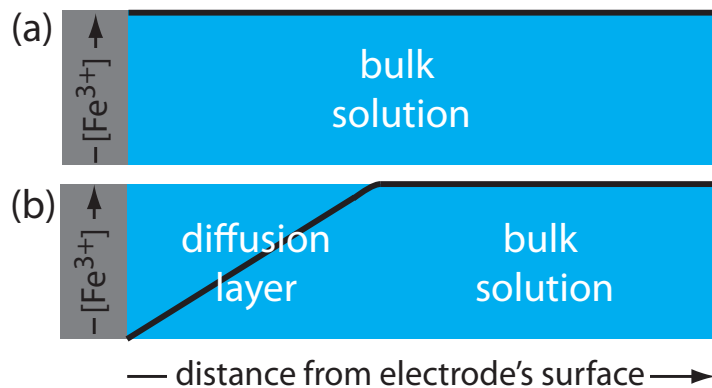 (a)
[Fe³⁺]
bulk
solution
(b)
[Fe³⁺]
diffusion
layer
bulk
solution
distance from electrode's surface